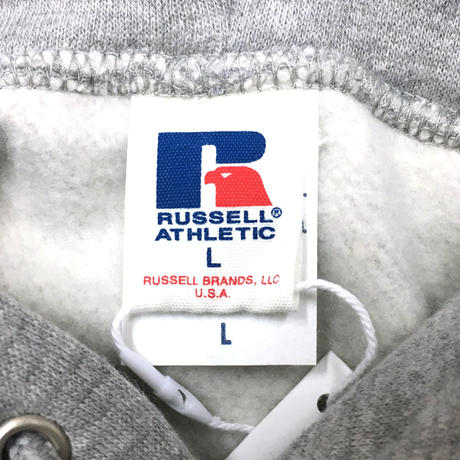 RUSSELL®
ATHLETIC
L
RUSSELL BRANDS, LLC
U.S.A.
L